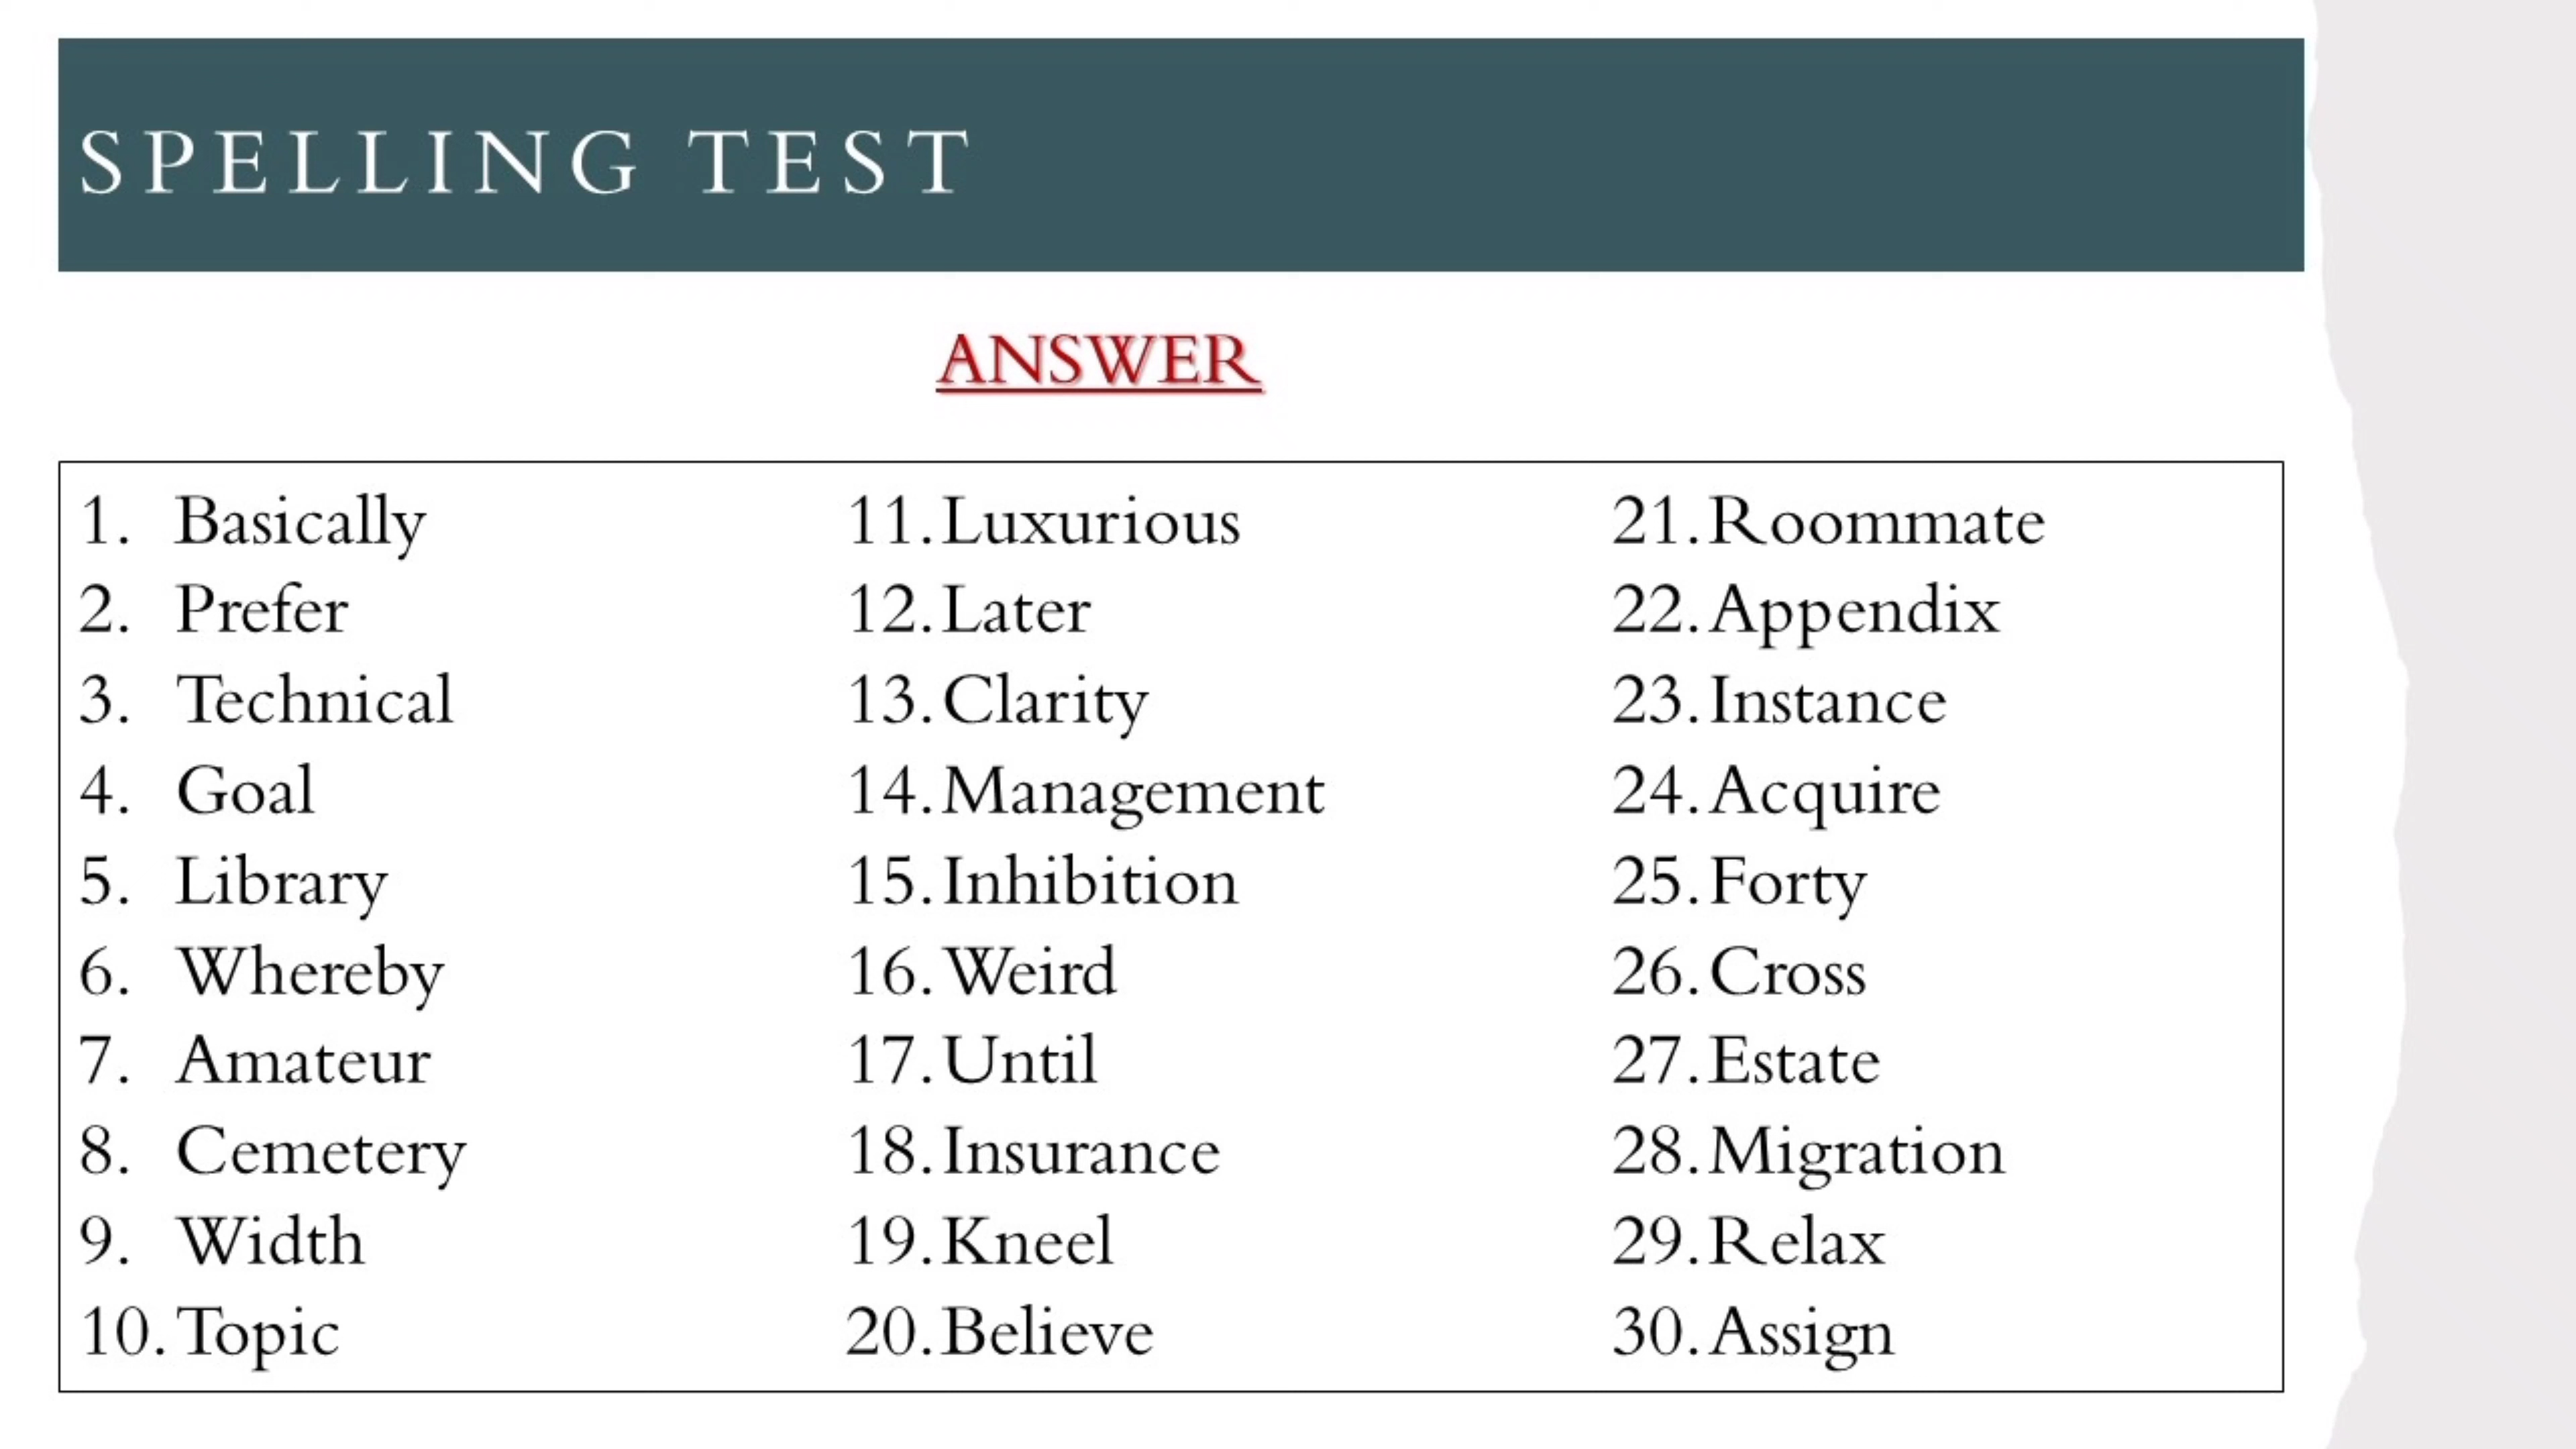 SPELLING TEST
ANSWER
1. Basically
2. Prefer
3. Technical
4. Goal
5. Library
6. Whereby
7. Amateur
8. Cemetery
9. Width
10. Topic
11. Luxurious
12. Later
13. Clarity
14. Management
15. Inhibition
16. Weird
17. Until
18. Insurance
19. Kneel
20. Believe
21. Roommate
22. Appendix
23. Instance
24. Acquire
25. Forty
26. Cross
27. Estate
28. Migration
29. Relax
30. Assign